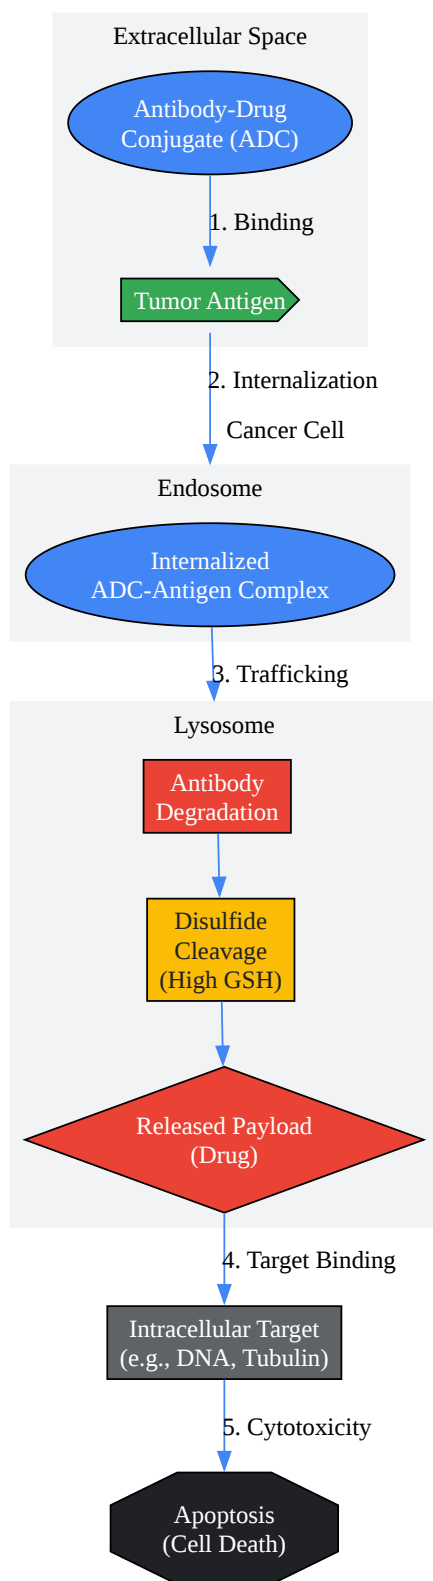 Extracellular Space
Antibody-Drug
Conjugate (ADC)
1. Binding
Tumor Antigen
2. Internalization
Cancer Cell
Endosome
Internalized
ADC-Antigen Complex
3. Trafficking
Lysosome
Antibody
Degradation
Disulfide
Cleavage
(High GSH)
Released Payload
(Drug)
4. Target Binding
Intracellular Target
(e.g., DNA, Tubulin)
5. Cytotoxicity
Apoptosis
(Cell Death)